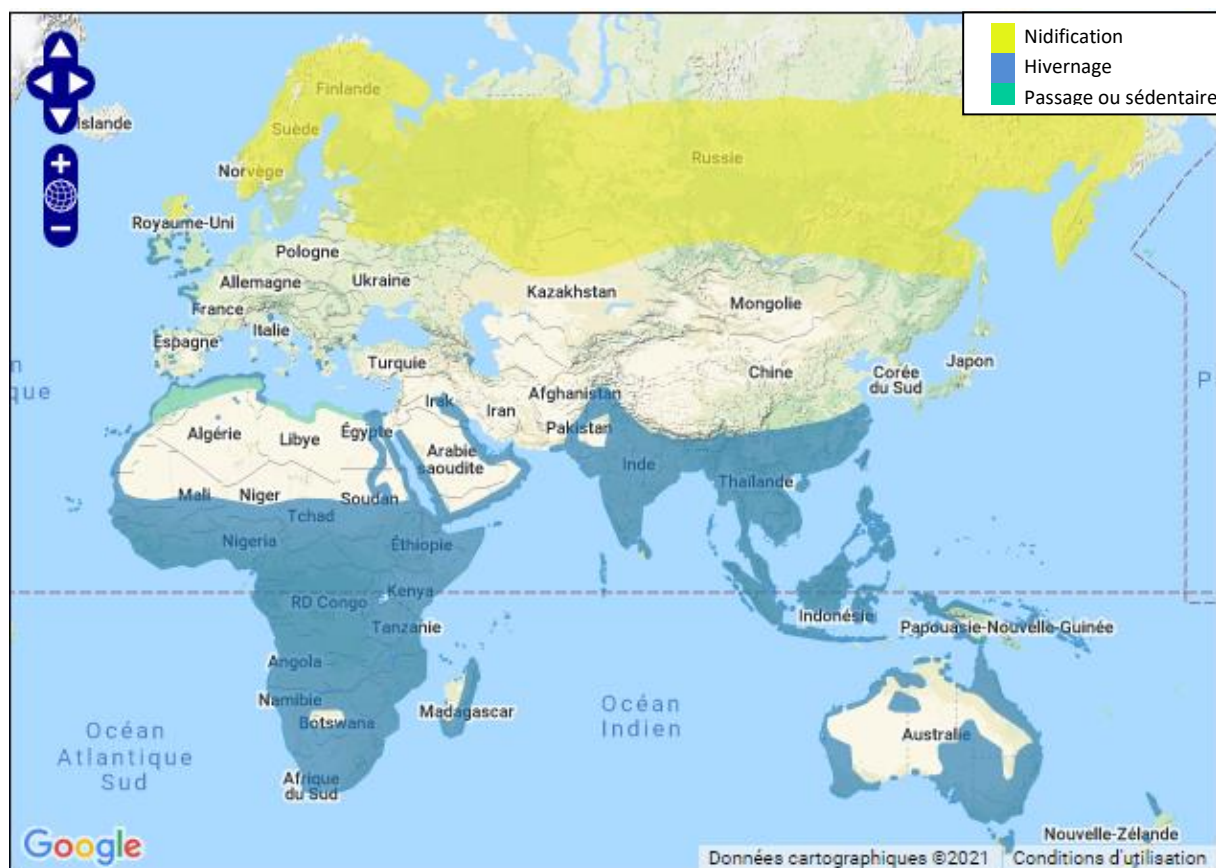 Nidification
Hivernage
Passage ou sédentaire
Islande
Finlande
Suède
Norvège
Russie
Royaume-Uni
Pologne
Allemagne
Ukraine
France
Kazakhstan
Mongolie
Italie
Espagne
Turquie
Chine
Corée
du Sud
Japon
Afghanistan
Irak
Iran
Pakistan
Algérie
Libye
Égypte
Arabie
saoudite
Inde
Thaïlande
Mali
Niger
Soudan
Tchad
Nigeria
Éthiopie
RD Congo
Kenya
Tanzanie
Indonésie
Papouasie-Nouvelle-Guinée
Angola
Namibie
Botswana
Madagascar
Océan
Indien
Australie
Océan
Atlantique
Sud
Afrique
du Sud
Nouvelle-Zélande
Google
Données cartographiques ©2021
Conditions d'utilisation